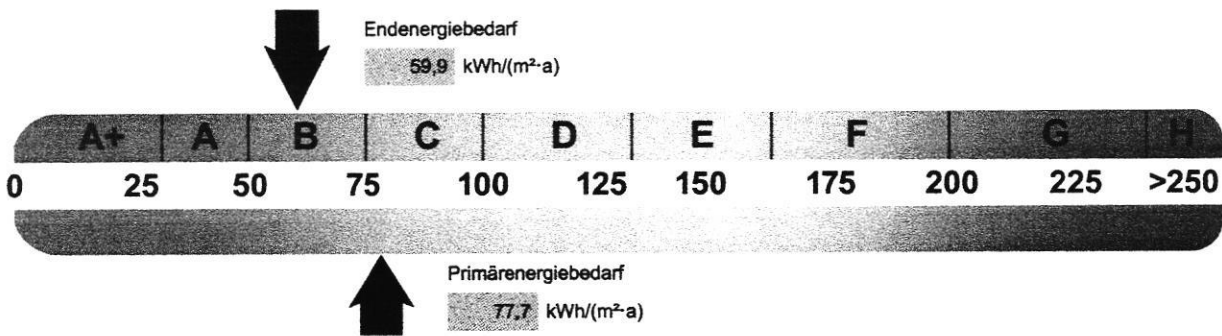 Endenergiebedarf
59,9 kWh/(m²·a)
A+ A B C D E F G H
0 25 50 75 100 125 150 175 200 225 >250
Primärenergiebedarf
77,7 kWh/(m²·a)